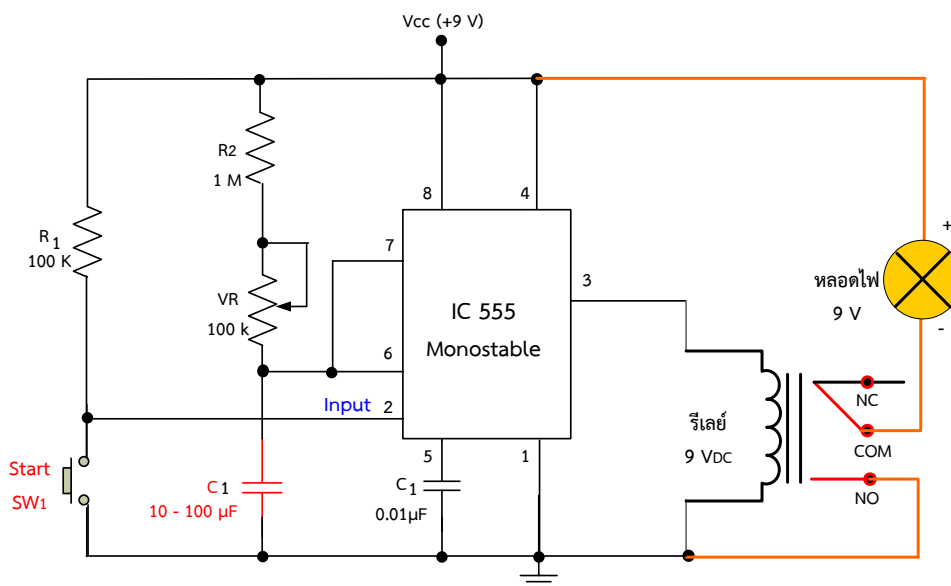 Vcc (+9 V)
R2
1 M
8
4
R1
100 K
7
VR
100 k
IC 555
Monostable
3
หลอดไฟ
9 V
+
-
6
Input
2
NC
รีเลย์
9 VDC
COM
NO
Start
SW1
5
1
C1
10 - 100 µF
C1
0.01µF